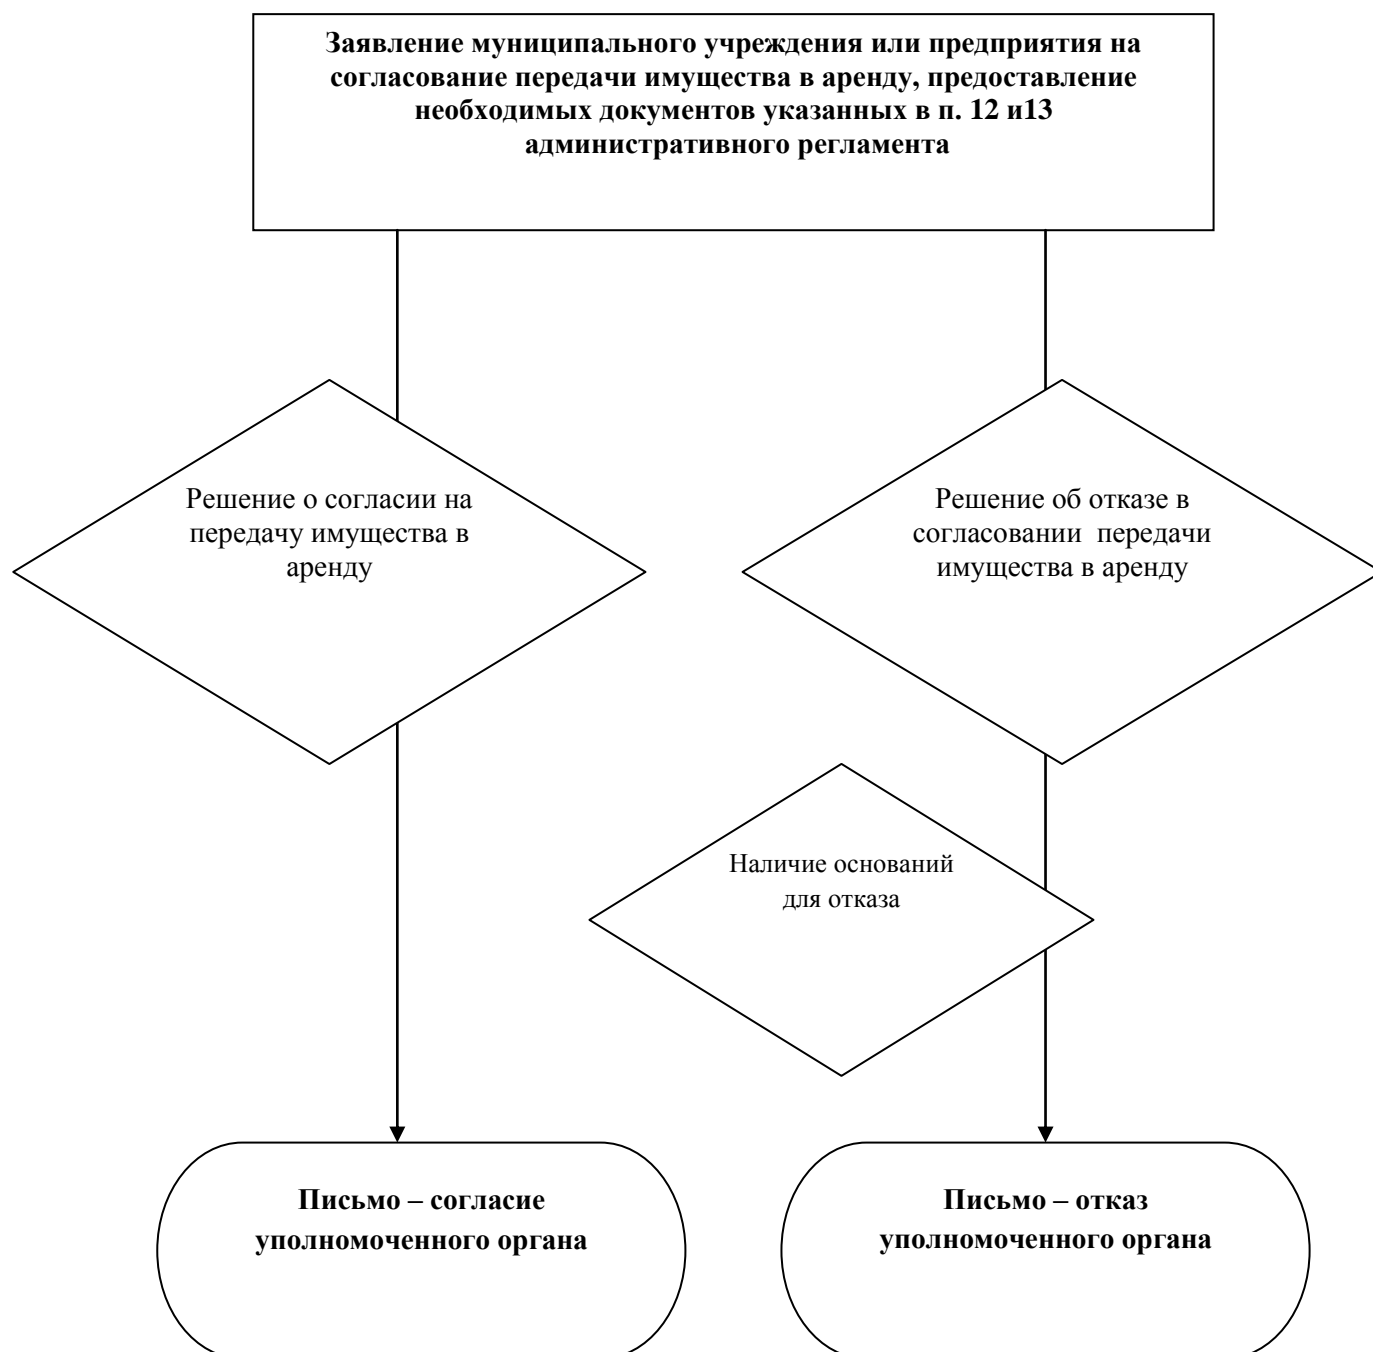 Заявление муниципального учреждения или предприятия на
согласование передачи имущества в аренду, предоставление
необходимых документов указанных в п. 12 и13
административного регламента
Решение о согласии на
передачу имущества в
аренду
Решение об отказе в
согласовании передачи
имущества в аренду
Наличие оснований
для отказа
Письмо – согласие
уполномоченного органа
Письмо – отказ
уполномоченного органа